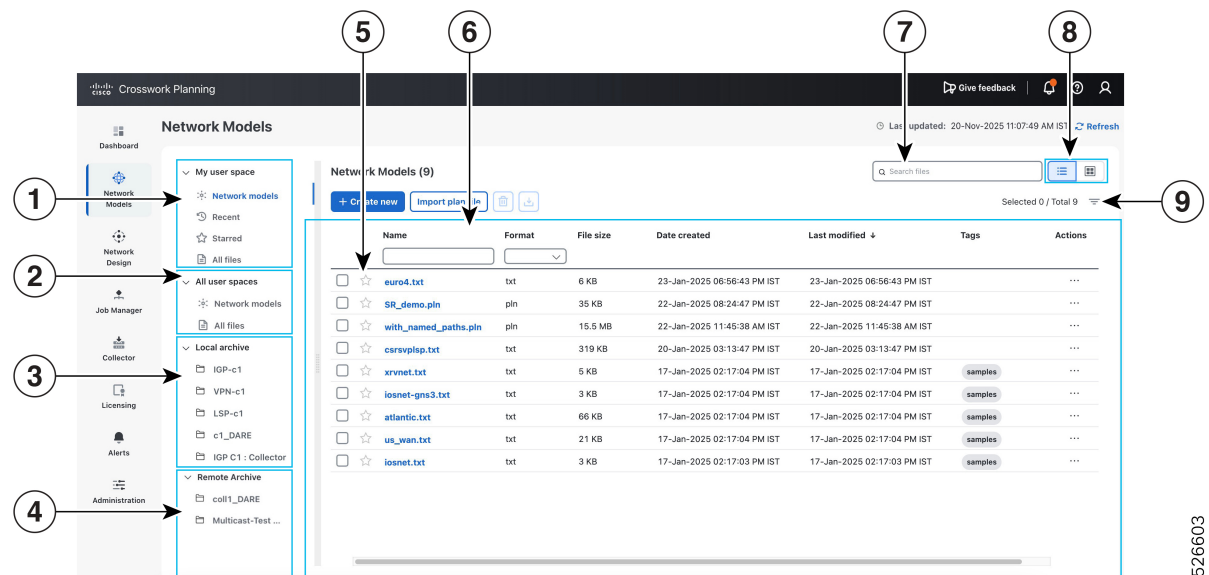 5 6 7 8
cisco Crosswork Planning Give feedback
Network Models Last updated: 20-Nov-2025 11:07:49 AM IST Refresh
Dashboard
Network Models
Network Design
Job Manager
Collector
Licensing
Alerts
Administration
1
My user space
Network models
Recent
Starred
All files
2
All user spaces
Network models
All files
3
Local archive
IGP-c1
VPN-c1
LSP-c1
c1_DARE
IGP C1 : Collector
4
Remote Archive
coll1_DARE
Multicast-Test ...
Network Models (9) Search files
+ Create new Import plan file Selected 0 / Total 9 9
Name Format File size Date created Last modified ↓ Tags Actions
euro4.txt txt 6 KB 23-Jan-2025 06:56:43 PM IST 23-Jan-2025 06:56:43 PM IST ...
SR_demo.pln pln 35 KB 22-Jan-2025 08:24:47 PM IST 22-Jan-2025 08:24:47 PM IST ...
with_named_paths.pln pln 15.5 MB 22-Jan-2025 11:45:38 AM IST 22-Jan-2025 11:45:38 AM IST ...
csrsvplsp.txt txt 319 KB 20-Jan-2025 03:13:47 PM IST 20-Jan-2025 03:13:47 PM IST ...
xrvnet.txt txt 5 KB 17-Jan-2025 02:17:04 PM IST 17-Jan-2025 02:17:04 PM IST samples ...
iosnet-gns3.txt txt 3 KB 17-Jan-2025 02:17:04 PM IST 17-Jan-2025 02:17:04 PM IST samples ...
atlantic.txt txt 66 KB 17-Jan-2025 02:17:04 PM IST 17-Jan-2025 02:17:04 PM IST samples ...
us_wan.txt txt 21 KB 17-Jan-2025 02:17:04 PM IST 17-Jan-2025 02:17:04 PM IST samples ...
iosnet.txt txt 3 KB 17-Jan-2025 02:17:03 PM IST 17-Jan-2025 02:17:03 PM IST samples ...
526603